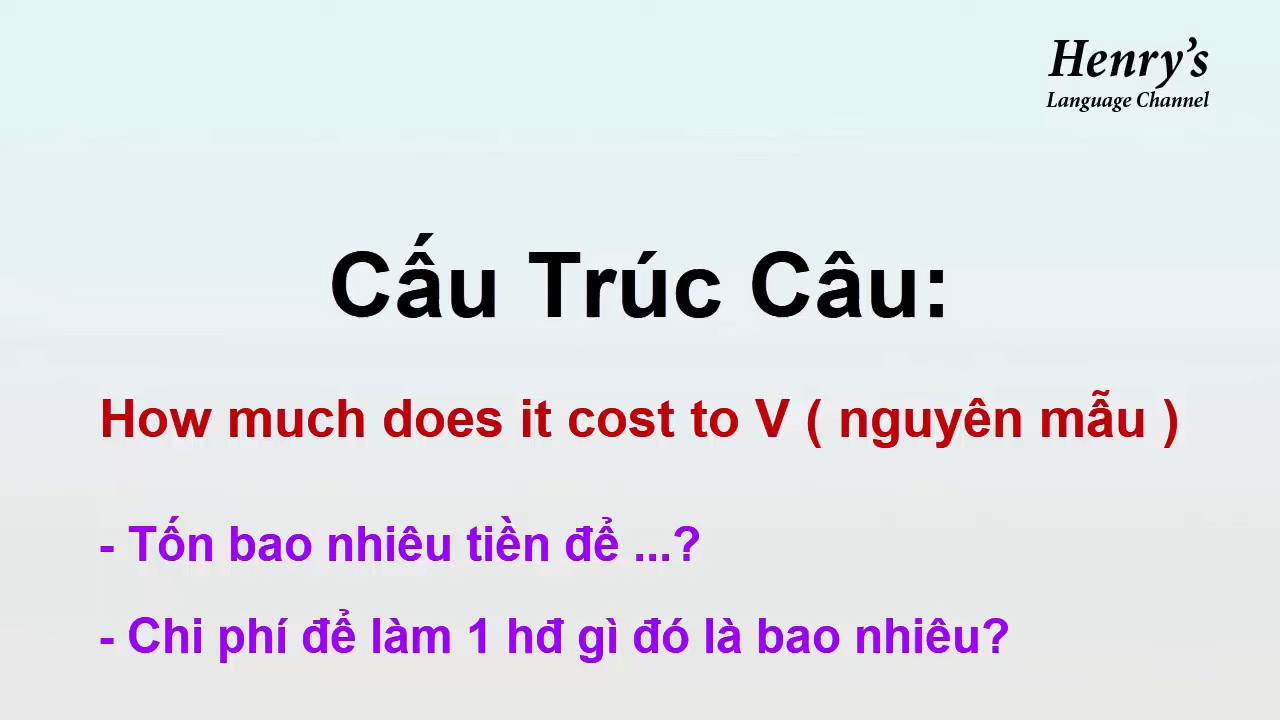 Henry's
Language Channel
Cấu Trúc Câu:
How much does it cost to V ( nguyên mẫu )
- Tốn bao nhiêu tiền để ...?
- Chi phí để làm 1 hđ gì đó là bao nhiêu?